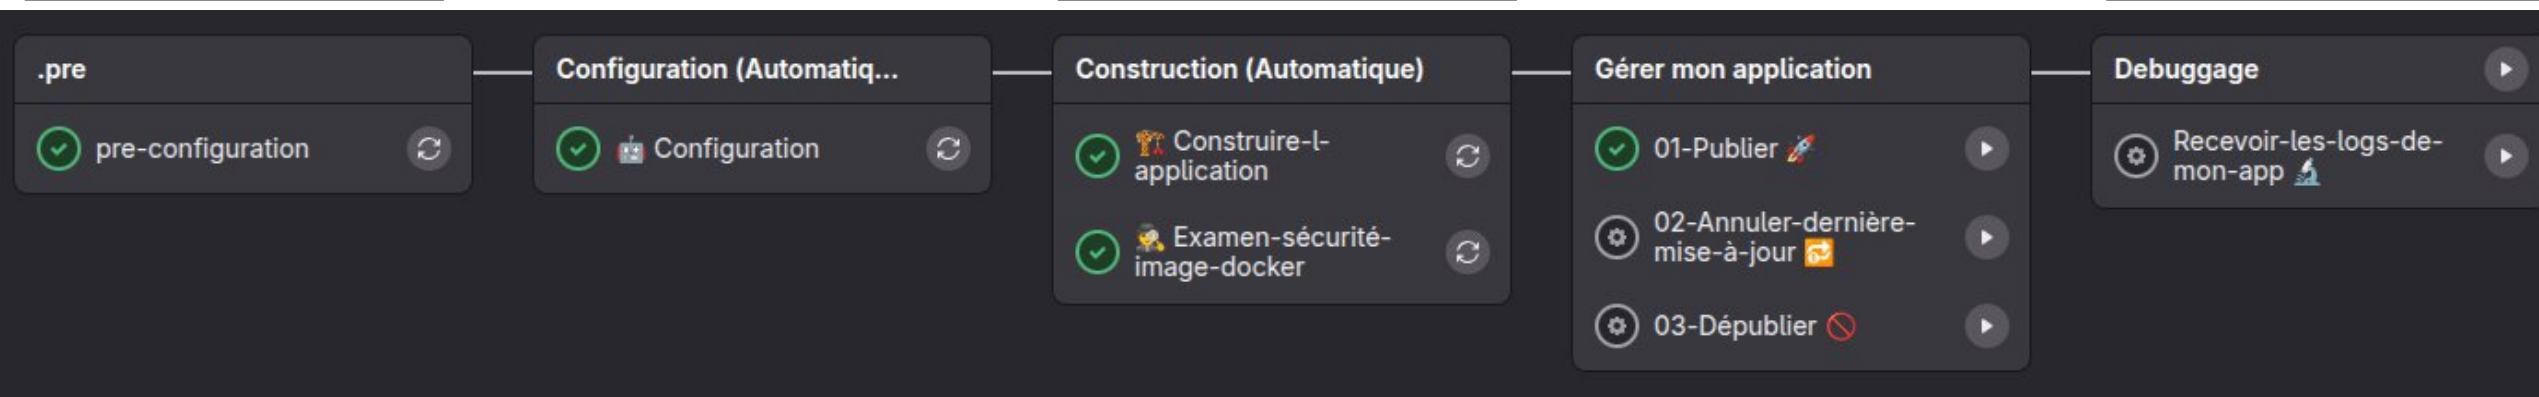 .pre
pre-configuration
Configuration (Automatiq...
🤖 Configuration
Construction (Automatique)
🏗️ Construire-l-
application
🕵️ Examen-sécurité-
image-docker
Gérer mon application
01-Publier 🚀
02-Annuler-dernière-
mise-à-jour 🔂
03-Dépublier 🚫
Debuggage
Recevoir-les-logs-de-
mon-app 🔬